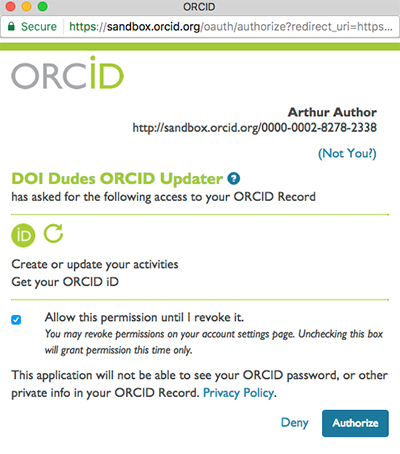 ORCID
Secure https://sandbox.orcid.org/oauth/authorize?redirect_uri=https...
ORCID
Arthur Author
http://sandbox.orcid.org/0000-0002-8278-2338
(Not You?)
DOI Dudes ORCID Updater ?
has asked for the following access to your ORCID Record
iD
Create or update your activities
Get your ORCID iD
Allow this permission until I revoke it.
You may revoke permissions on your account settings page. Unchecking this box
will grant permission this time only.
This application will not be able to see your ORCID password, or other
private info in your ORCID Record. Privacy Policy.
Deny Authorize